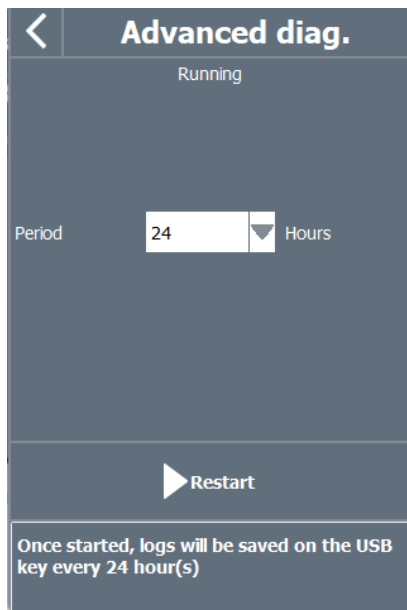 Advanced diag.
Running
Period 24 Hours
Restart
Once started, logs will be saved on the USB
key every 24 hour(s)